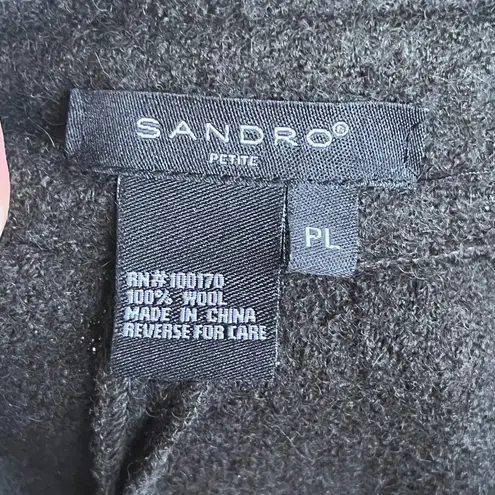 SANDRO®
PETITE
PL
RN# 100170
100% WOOL
MADE IN CHINA
REVERSE FOR CARE